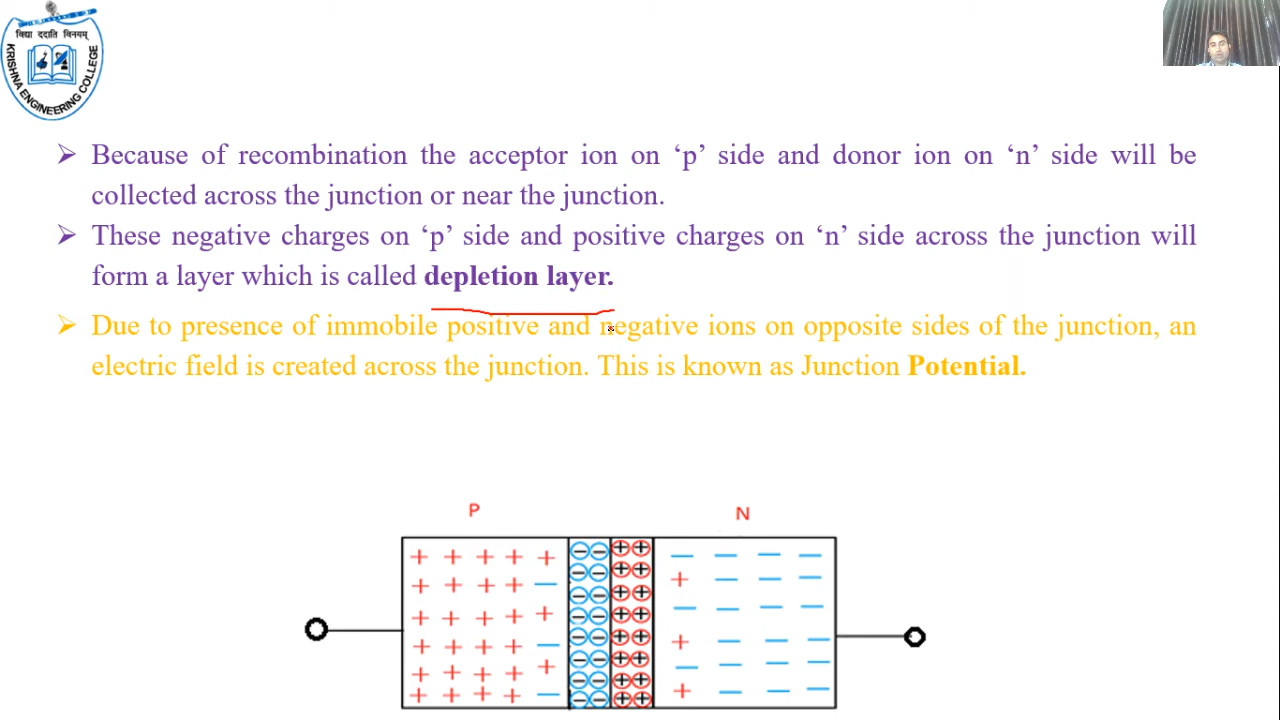 विद्या ददाति विनयम्
KRISHNA ENGINEERING COLLEGE
➢ Because of recombination the acceptor ion on ‘p’ side and donor ion on ‘n’ side will be
collected across the junction or near the junction.
➢ These negative charges on ‘p’ side and positive charges on ‘n’ side across the junction will
form a layer which is called depletion layer.
➢ Due to presence of immobile positive and negative ions on opposite sides of the junction, an
electric field is created across the junction. This is known as Junction Potential.
P N